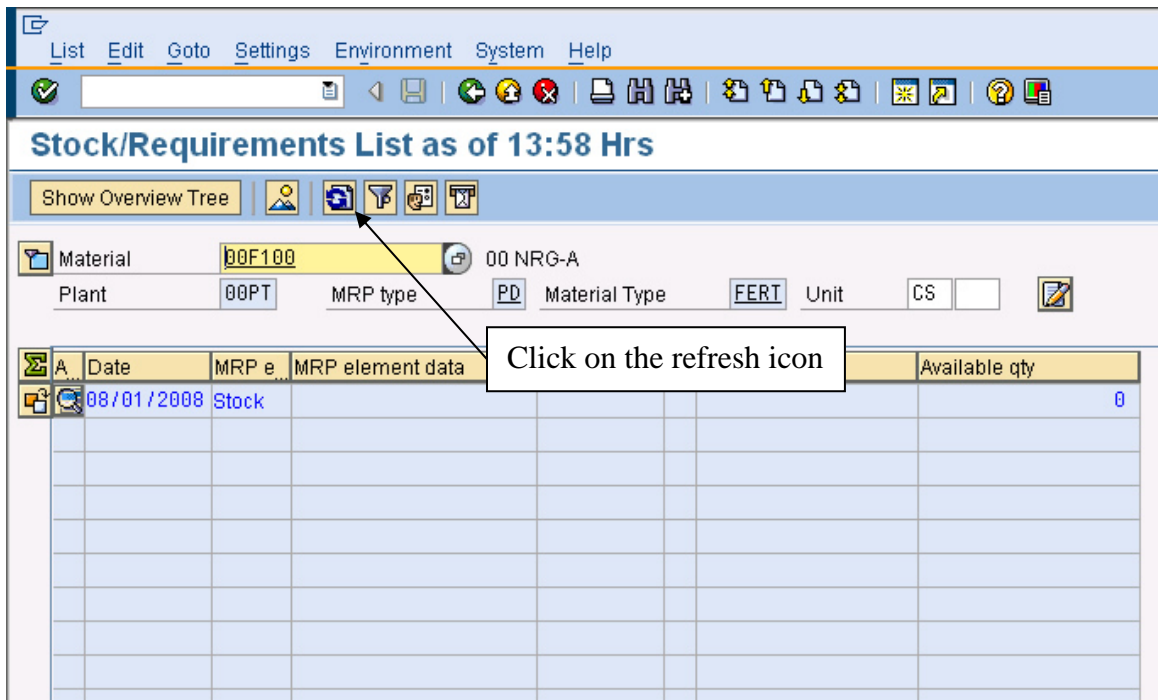 List Edit Goto Settings Environment System Help
Stock/Requirements List as of 13:58 Hrs
Show Overview Tree
Material 00F100 00 NRG-A
Plant 00PT MRP type PD Material Type FERT Unit CS
Click on the refresh icon
A... Date MRP e... MRP element data Available qty
08/01/2008 Stock 0